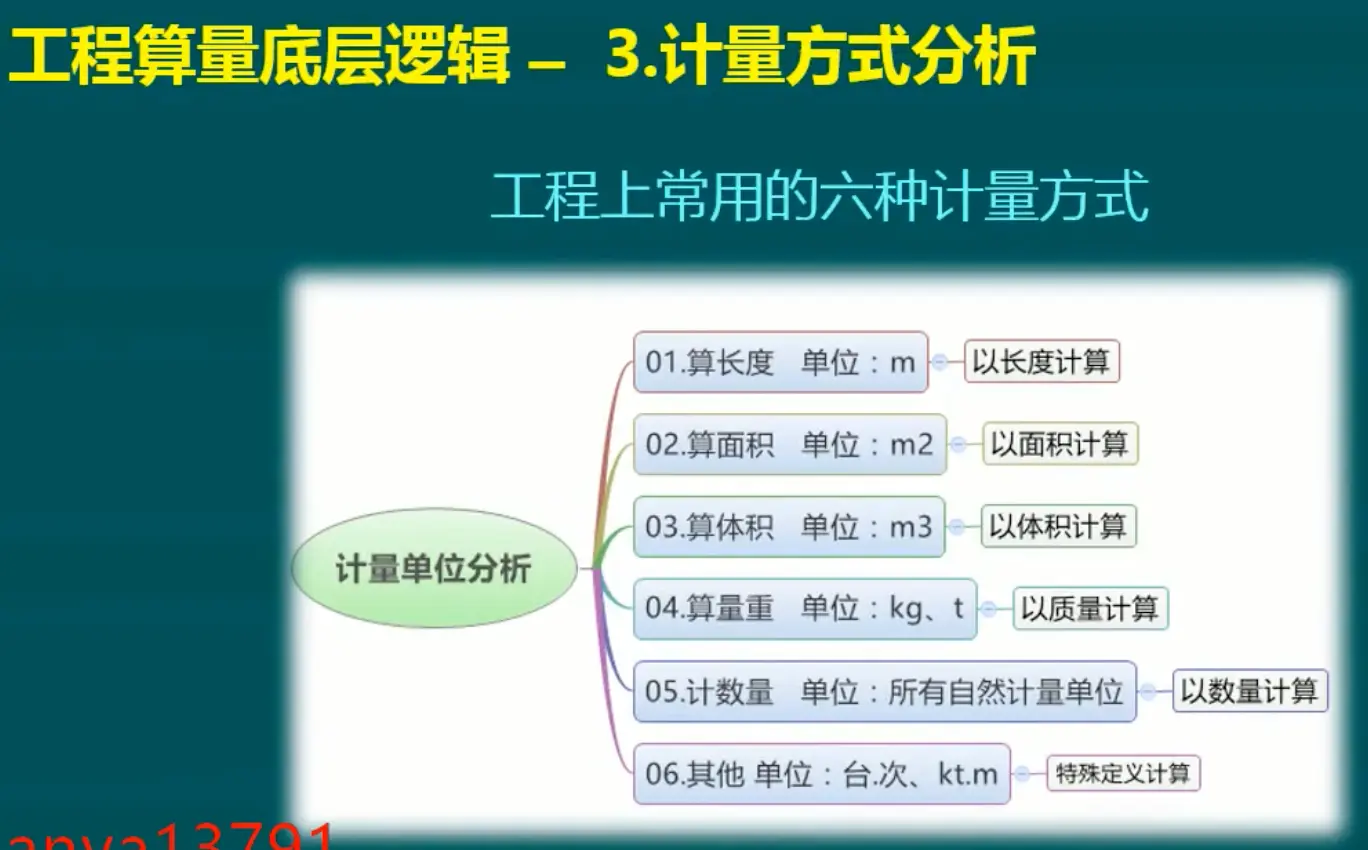 工程算量底层逻辑 – 3.计量方式分析
工程上常用的六种计量方式
01.算长度 单位：m 以长度计算
02.算面积 单位：m2 以面积计算
03.算体积 单位：m3 以体积计算
计量单位分析
04.算量重 单位：kg、t 以质量计算
05.计数量 单位：所有自然计量单位 以数量计算
06.其他 单位：台.次、kt.m 特殊定义计算
anya13791